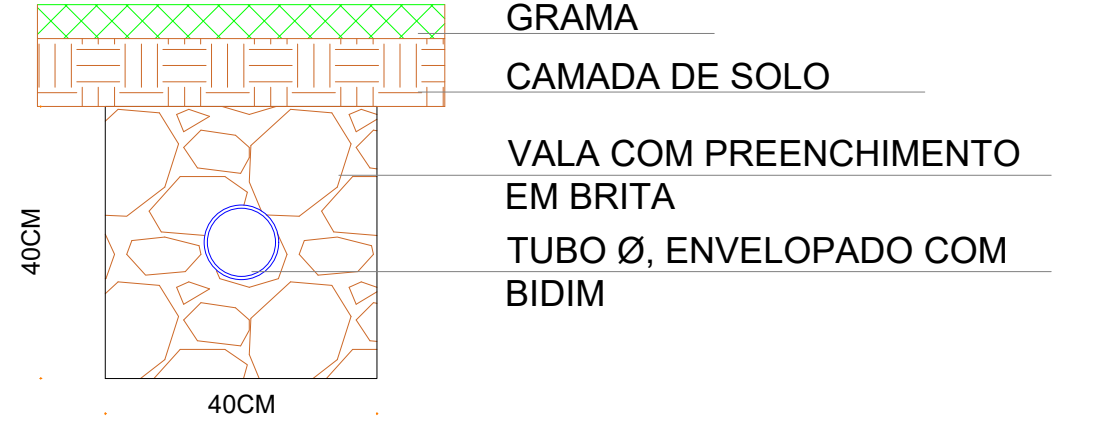 GRAMA
CAMADA DE SOLO
VALA COM PREENCHIMENTO
EM BRITA
TUBO Ø, ENVELOPADO COM
BIDIM
40CM
40CM